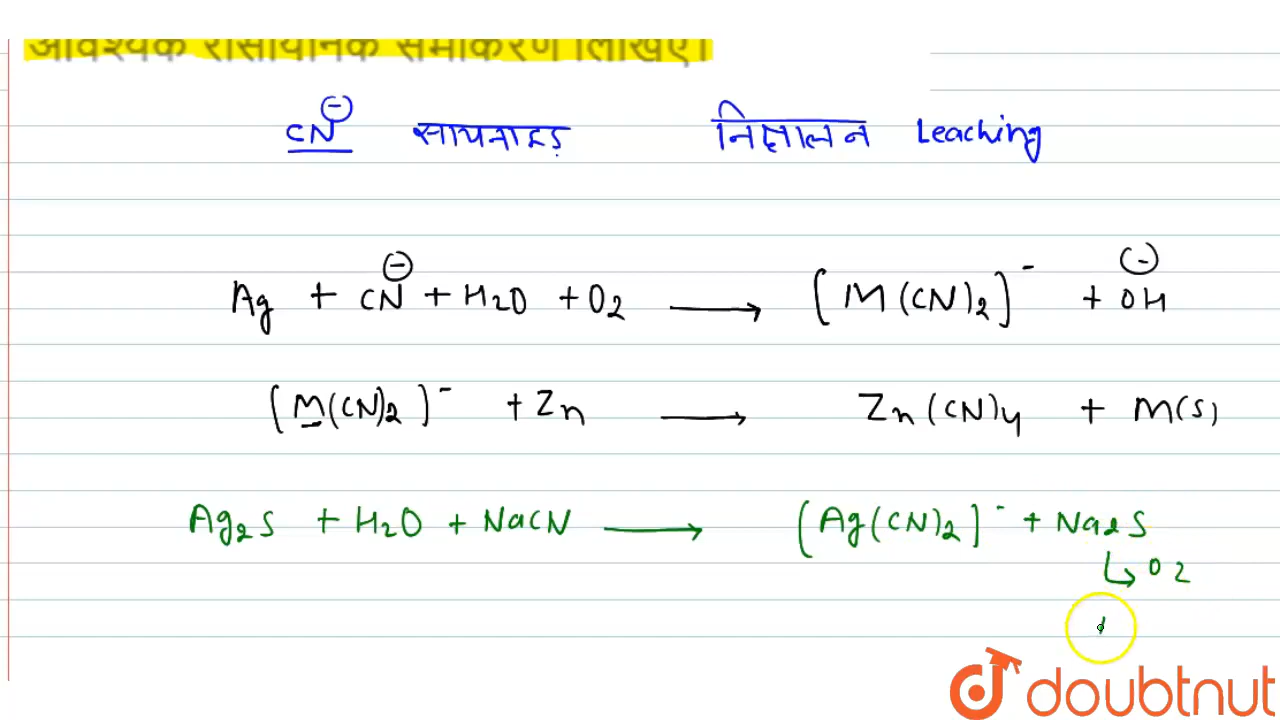 आवश्यक रासायनिक समीकरण लिखिए।
CN⁻ सायनाइड निक्षालन Leaching
Ag + CN⁻ + H2O + O2 ⟶ [M(CN)2]⁻ + OH⁻
[M(CN)2]⁻ + Zn ⟶ Zn(CN)4 + M(s)
Ag2S + H2O + NaCN ⟶ [Ag(CN)2]⁻ + Na2S
↳ O2
doubtnut